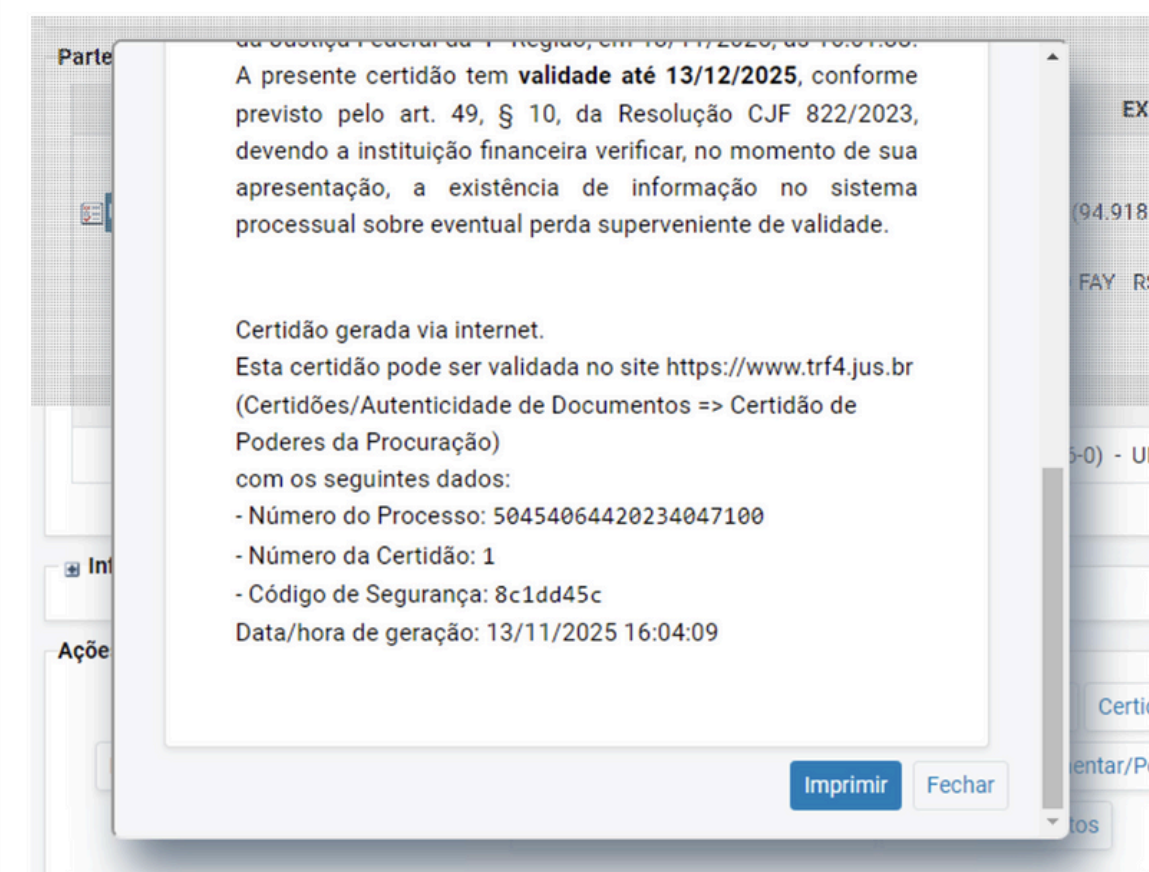 Parte
A presente certidão tem validade até 13/12/2025, conforme
previsto pelo art. 49, § 10, da Resolução CJF 822/2023,
devendo a instituição financeira verificar, no momento de sua
apresentação, a existência de informação no sistema
processual sobre eventual perda superveniente de validade.
Certidão gerada via internet.
Esta certidão pode ser validada no site https://www.trf4.jus.br
(Certidões/Autenticidade de Documentos => Certidão de
Poderes da Procuração)
com os seguintes dados:
- Número do Processo: 50454064420234047100
- Número da Certidão: 1
- Código de Segurança: 8c1dd45c
Data/hora de geração: 13/11/2025 16:04:09
Imprimir Fechar
EX
(94.918
FAY RS
6-0) - U
Inf
Açõe
Certi
entar/P
tos